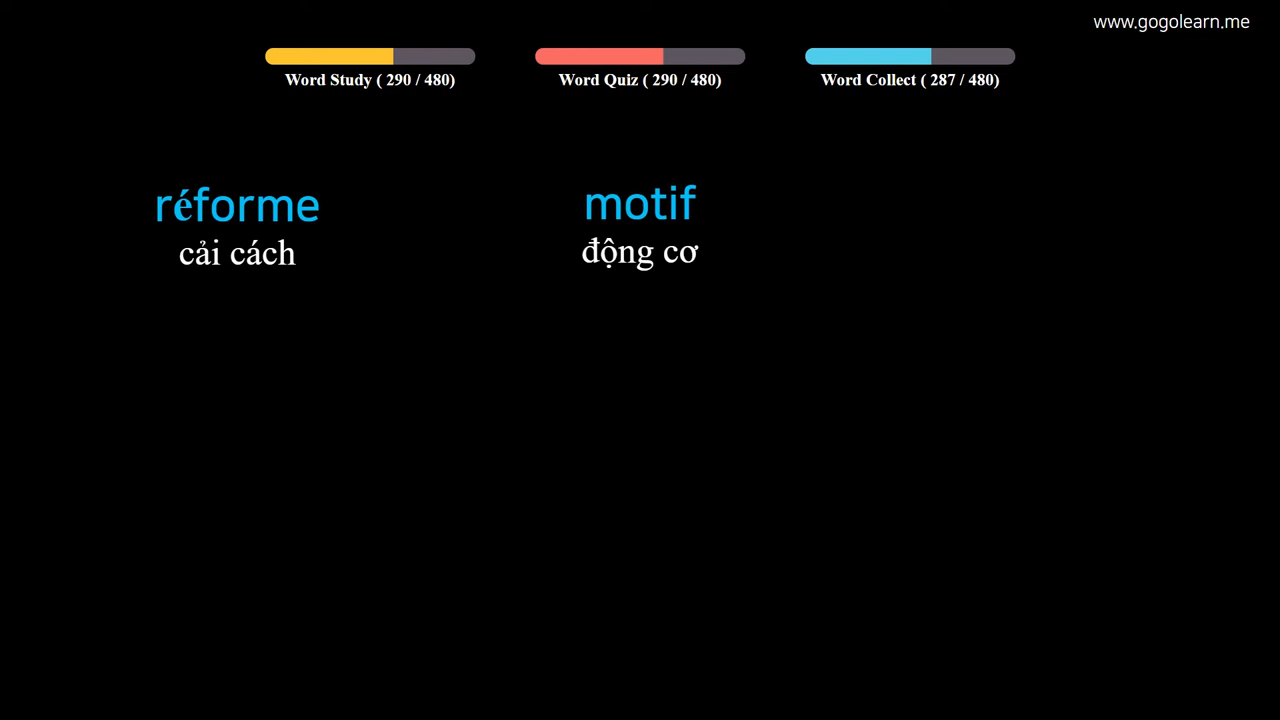 www.gogolearn.me
Word Study ( 290 / 480)
Word Quiz ( 290 / 480)
Word Collect ( 287 / 480)
réforme
cải cách
motif
động cơ